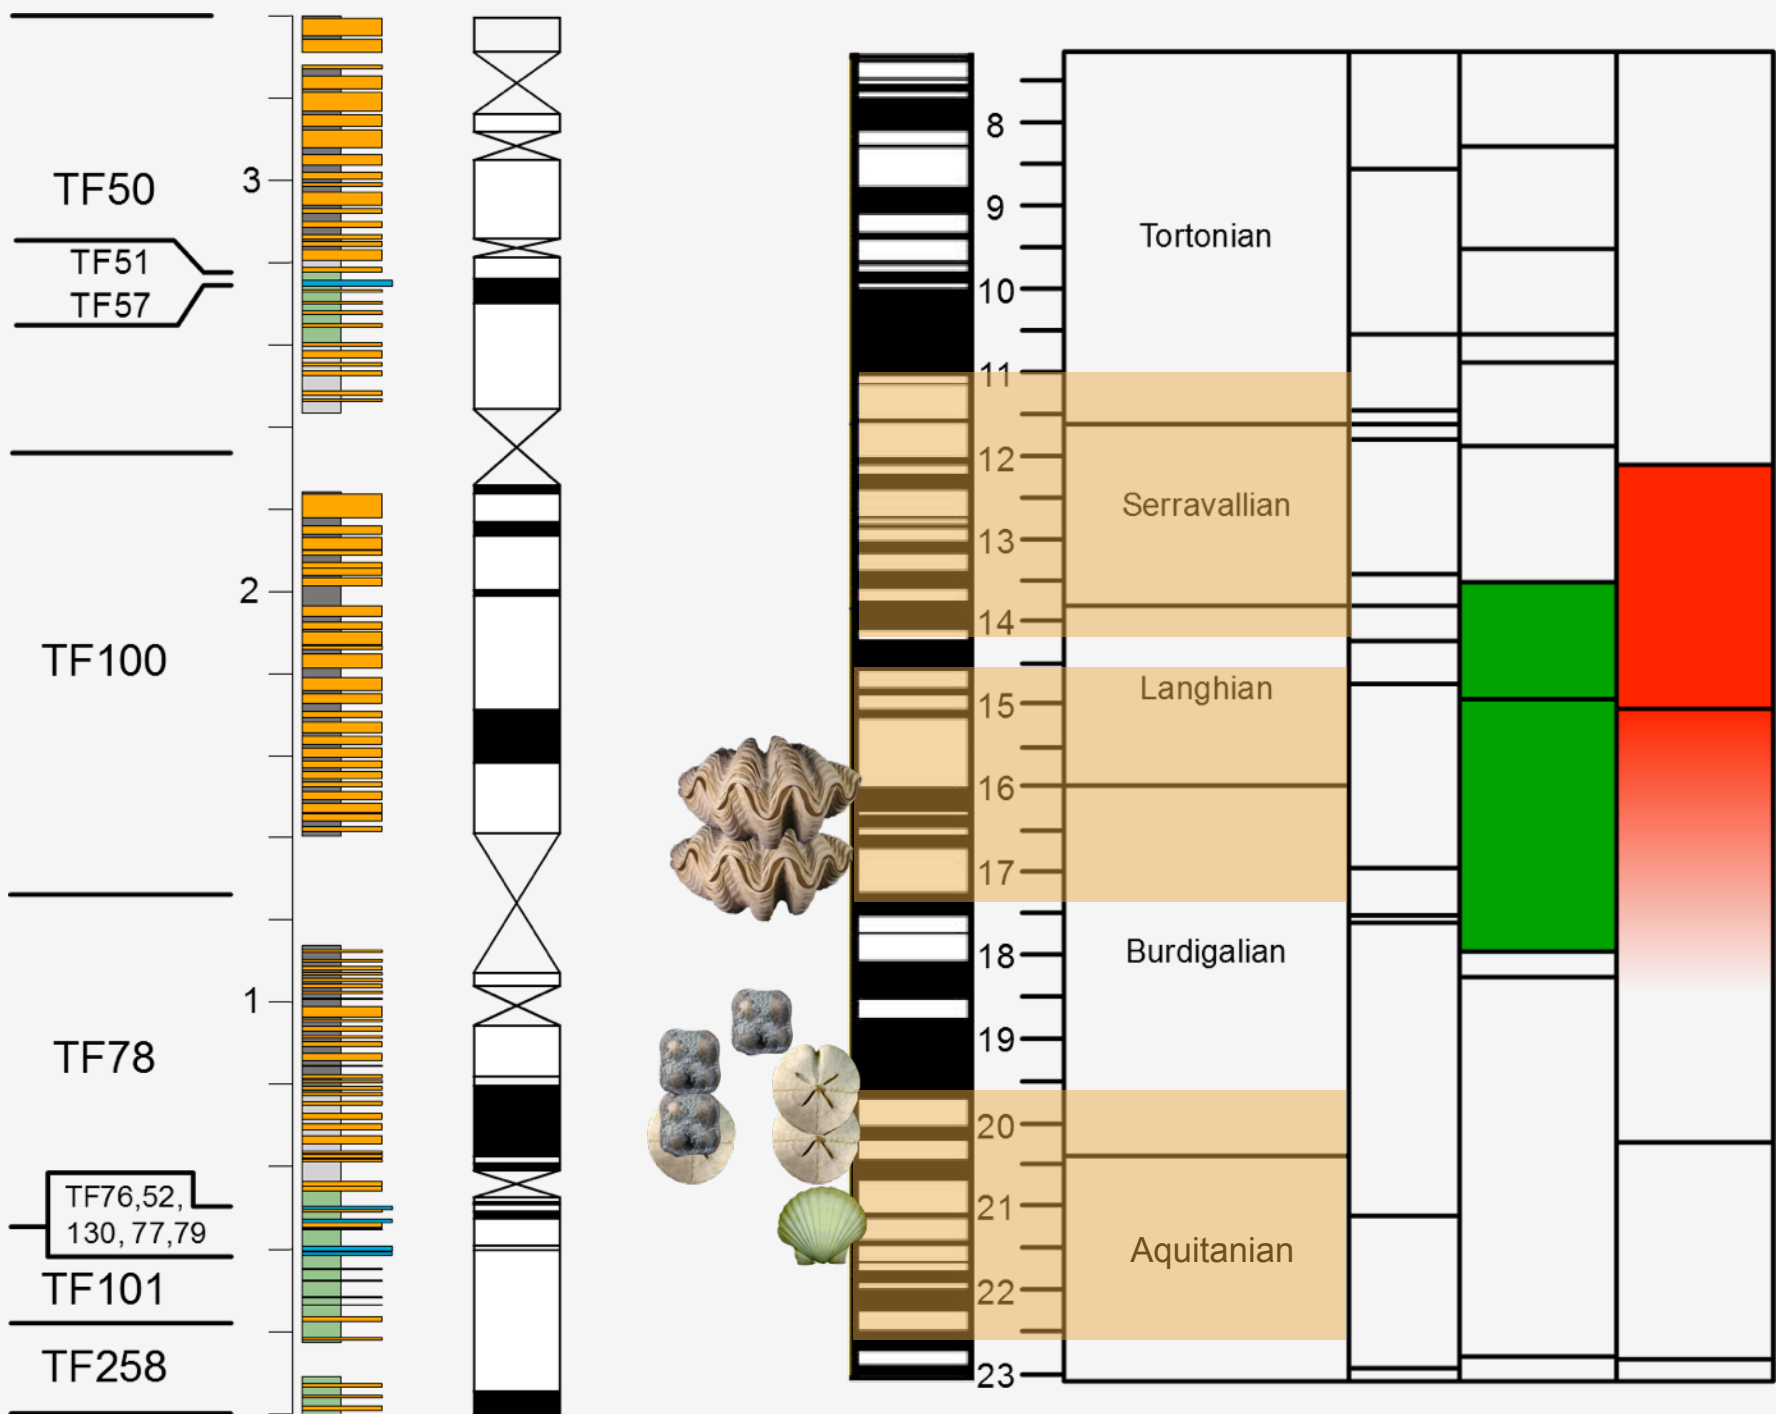 TF50
TF51
TF57
TF100
TF78
TF76,52,
130, 77,79
TF101
TF258
3
2
1
8
9
10
11
12
13
14
15
16
17
18
19
20
21
22
23
Tortonian
Serravallian
Langhian
Burdigalian
Aquitanian